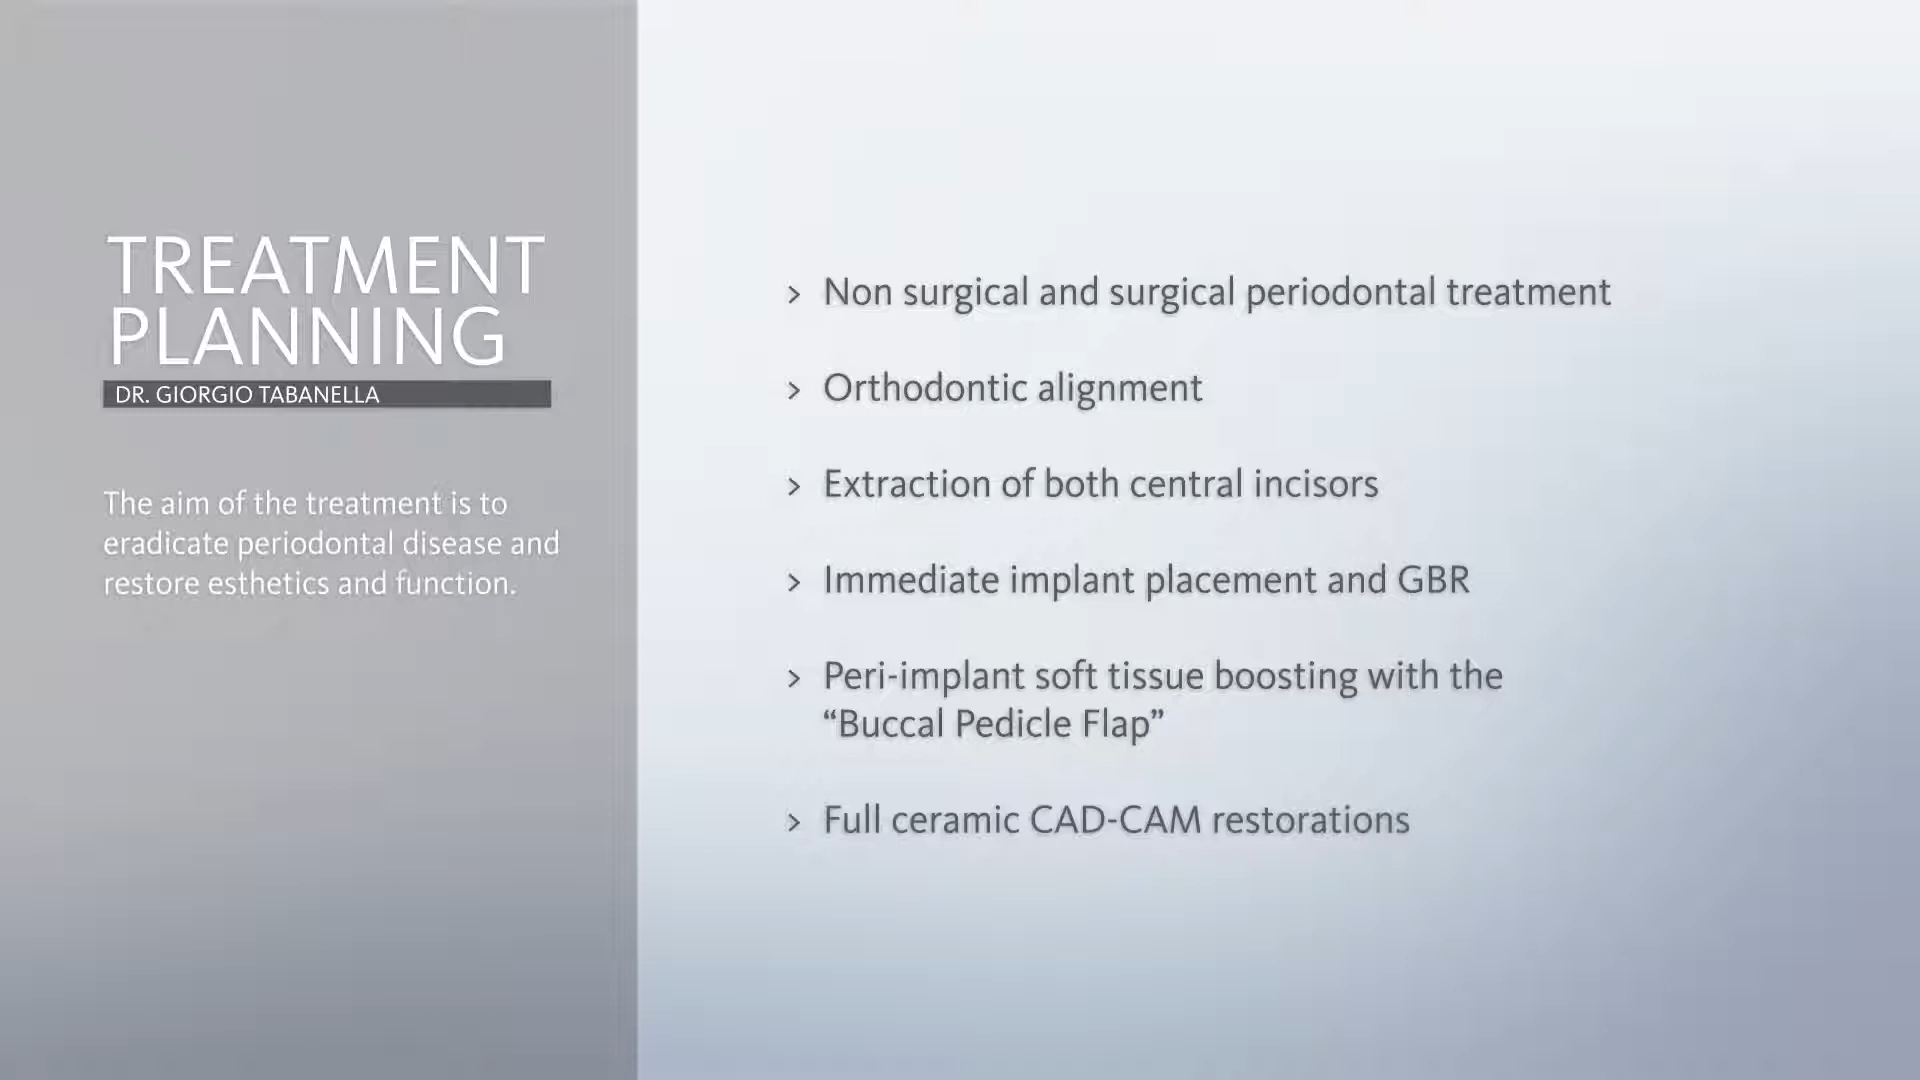 TREATMENT
PLANNING
DR. GIORGIO TABANELLA
The aim of the treatment is to
eradicate periodontal disease and
restore esthetics and function.
> Non surgical and surgical periodontal treatment
> Orthodontic alignment
> Extraction of both central incisors
> Immediate implant placement and GBR
> Peri-implant soft tissue boosting with the
“Buccal Pedicle Flap”
> Full ceramic CAD-CAM restorations